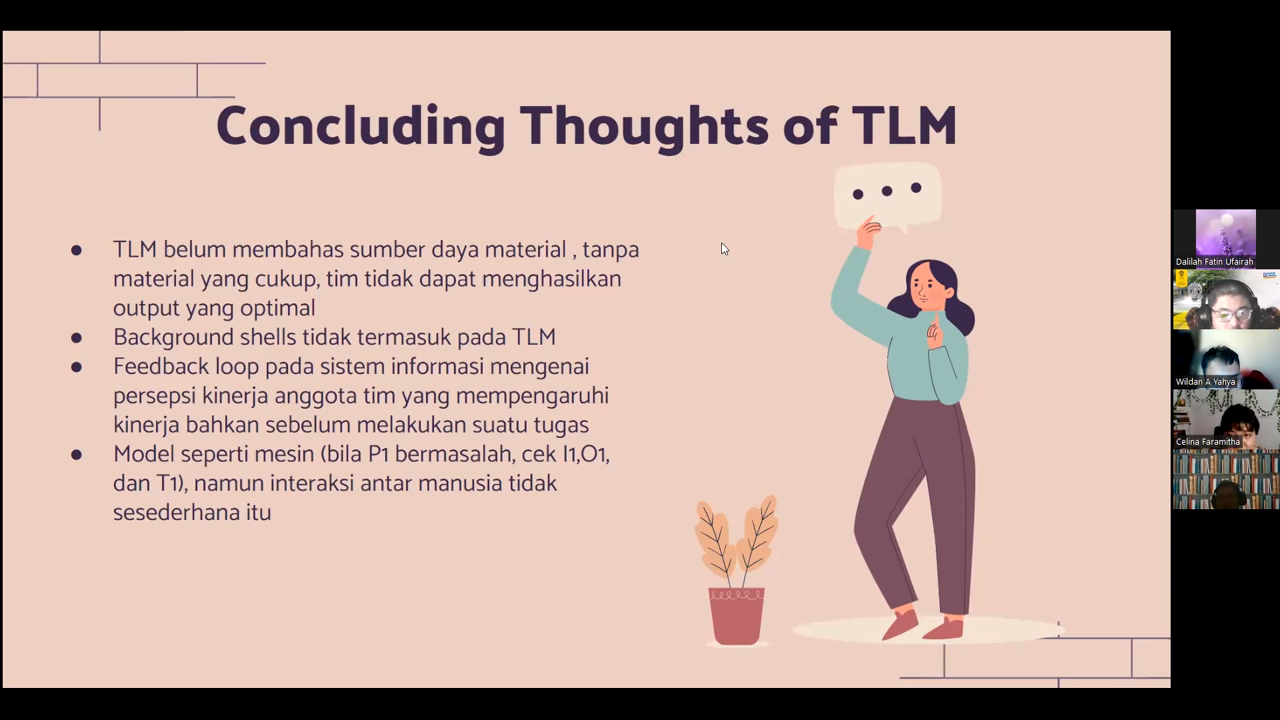 Concluding Thoughts of TLM
● TLM belum membahas sumber daya material , tanpa
material yang cukup, tim tidak dapat menghasilkan
output yang optimal
● Background shells tidak termasuk pada TLM
● Feedback loop pada sistem informasi mengenai
persepsi kinerja anggota tim yang mempengaruhi
kinerja bahkan sebelum melakukan suatu tugas
● Model seperti mesin (bila P1 bermasalah, cek I1,O1,
dan T1), namun interaksi antar manusia tidak
sesederhana itu
Dalilah Fatin Ufairah
Wildan A Yahya
Celina Faramitha